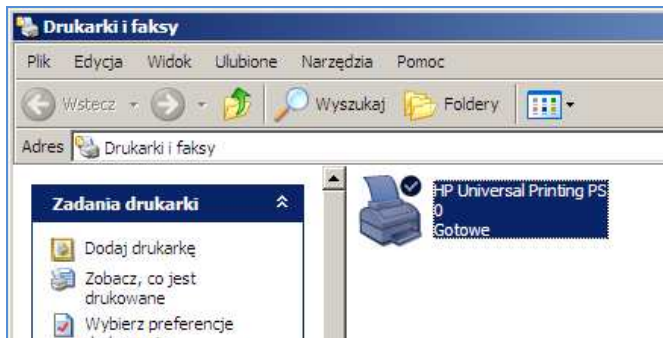 Drukarki i faksy
Plik Edycja Widok Ulubione Narzędzia Pomoc
Wstecz Wyszukaj Foldery
Adres Drukarki i faksy
Zadania drukarki
Dodaj drukarkę
Zobacz, co jest
drukowane
Wybierz preferencje
HP Universal Printing PS
0
Gotowe